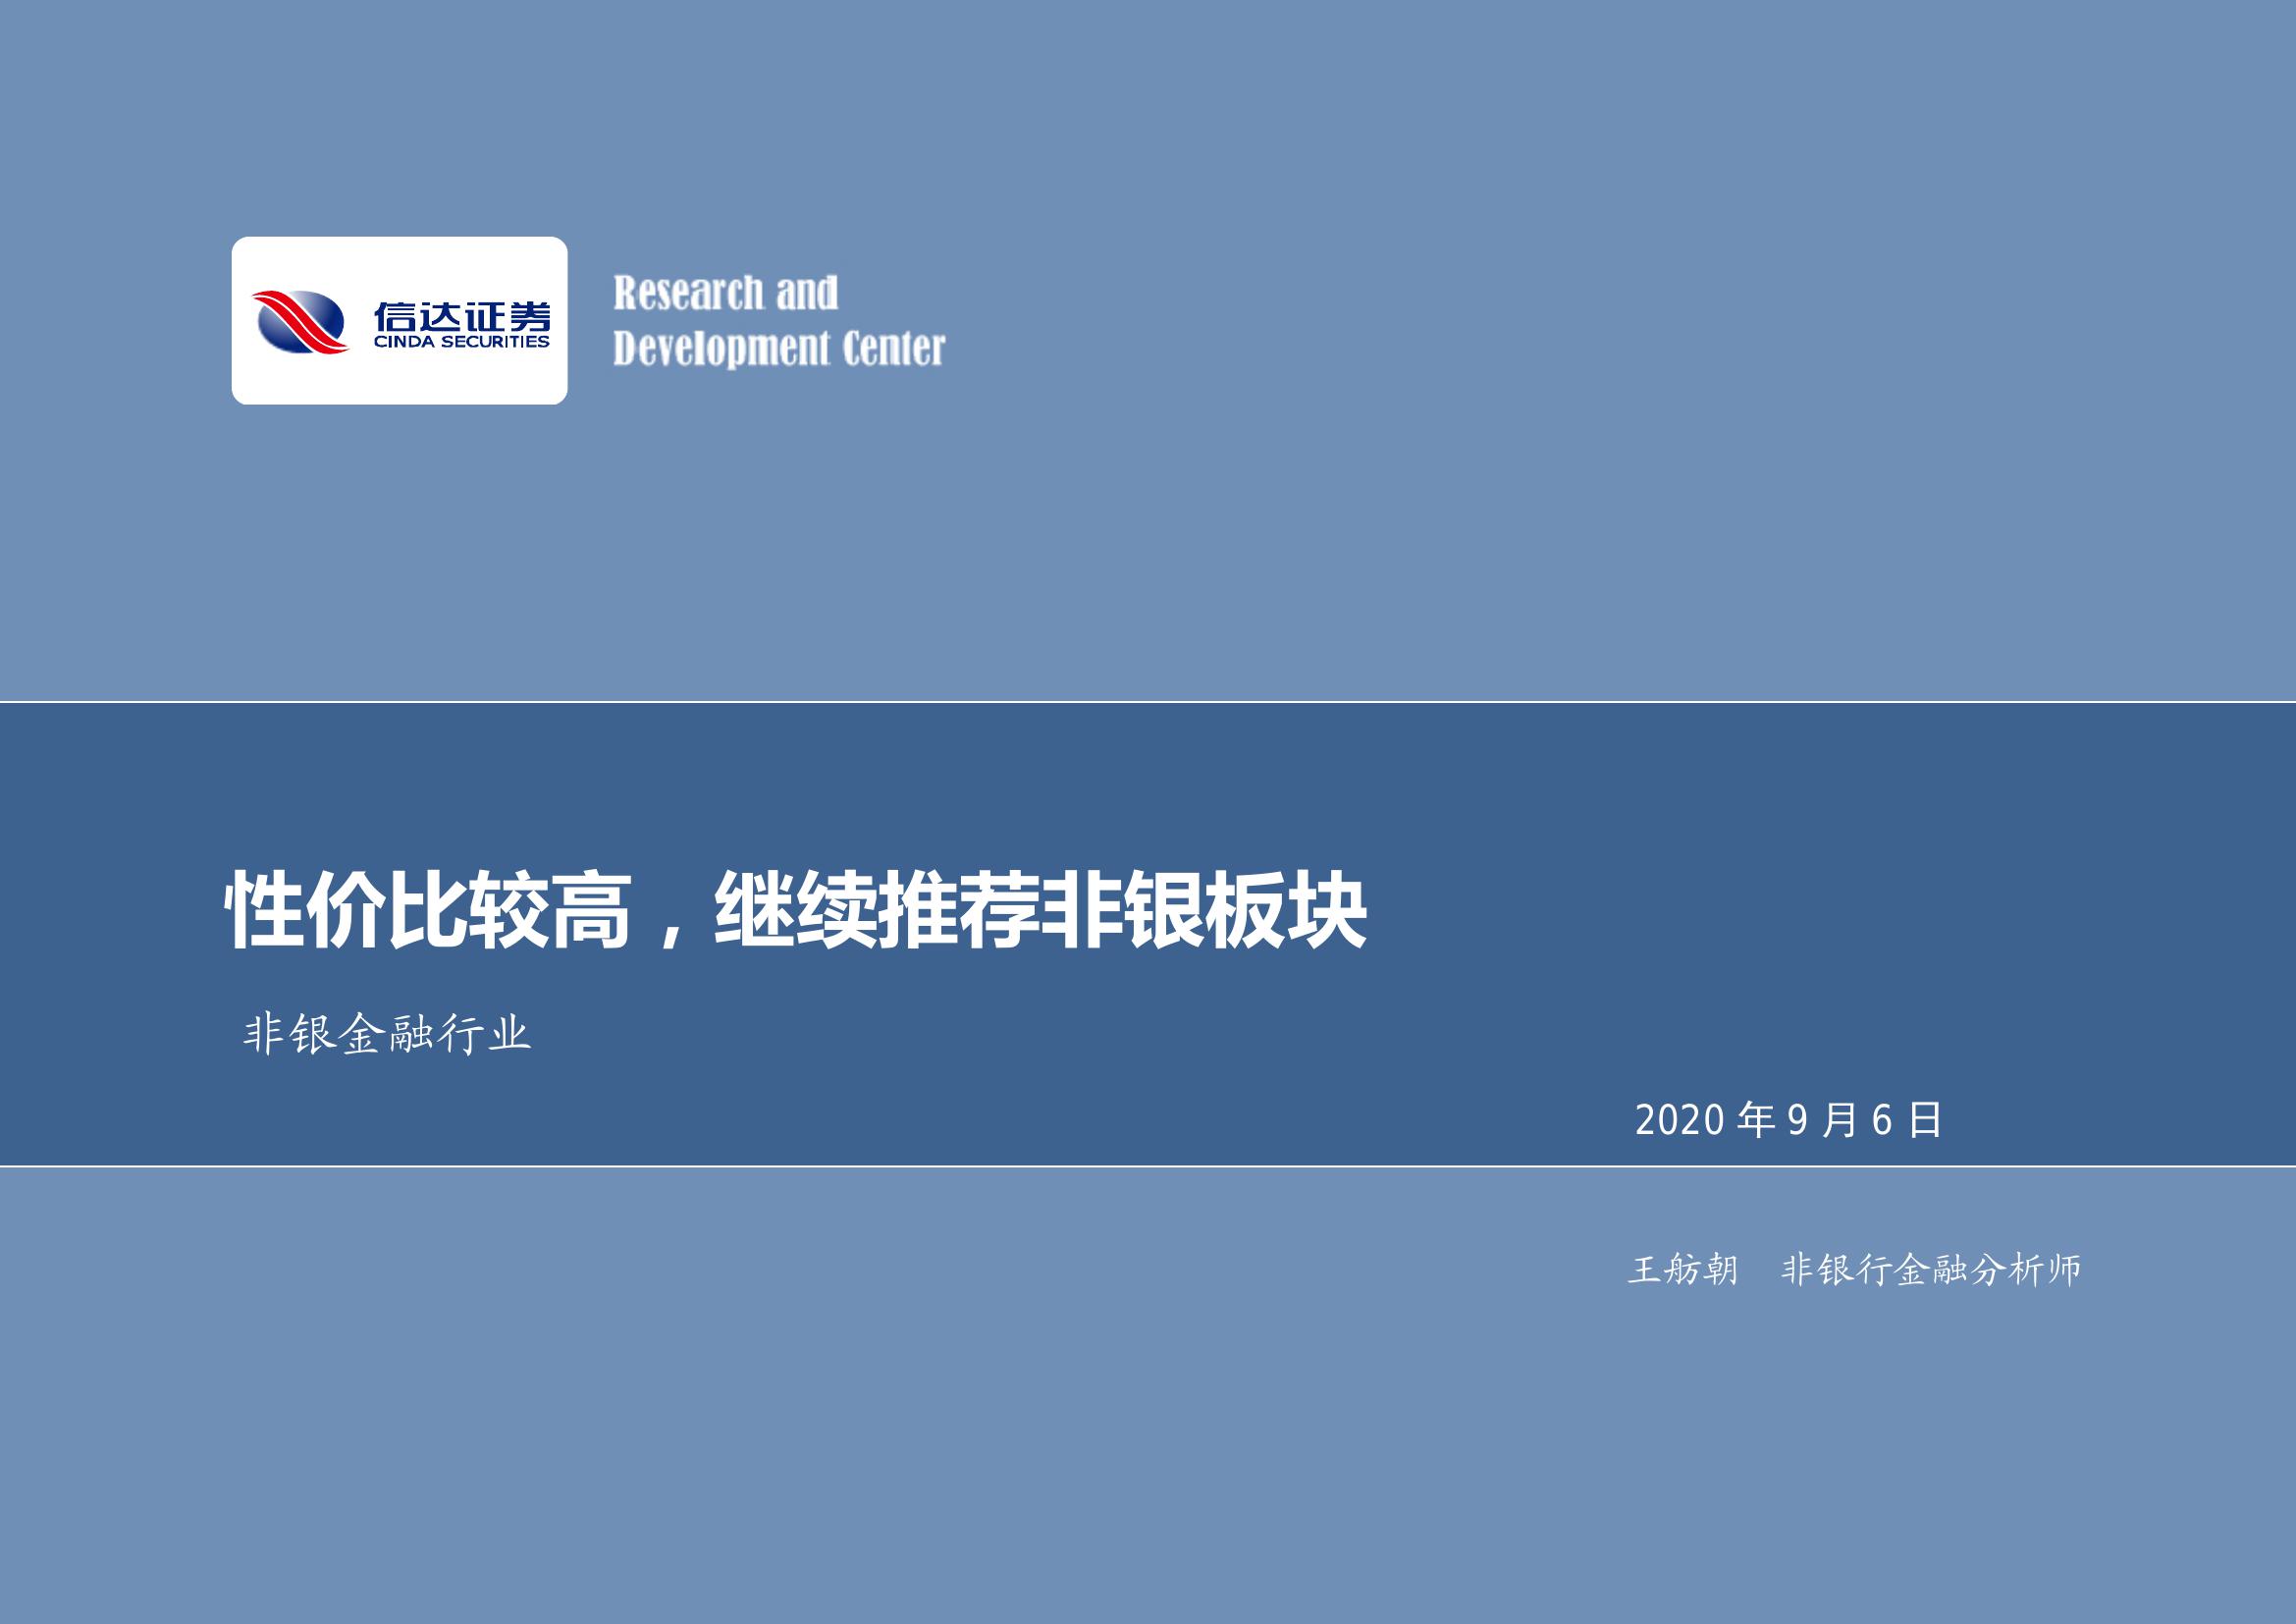 信达证券
CINDA SECURITIES
Research and
Development Center
性价比较高，继续推荐非银板块
非银金融行业
2020 年 9 月 6 日
王舫朝 非银行金融分析师